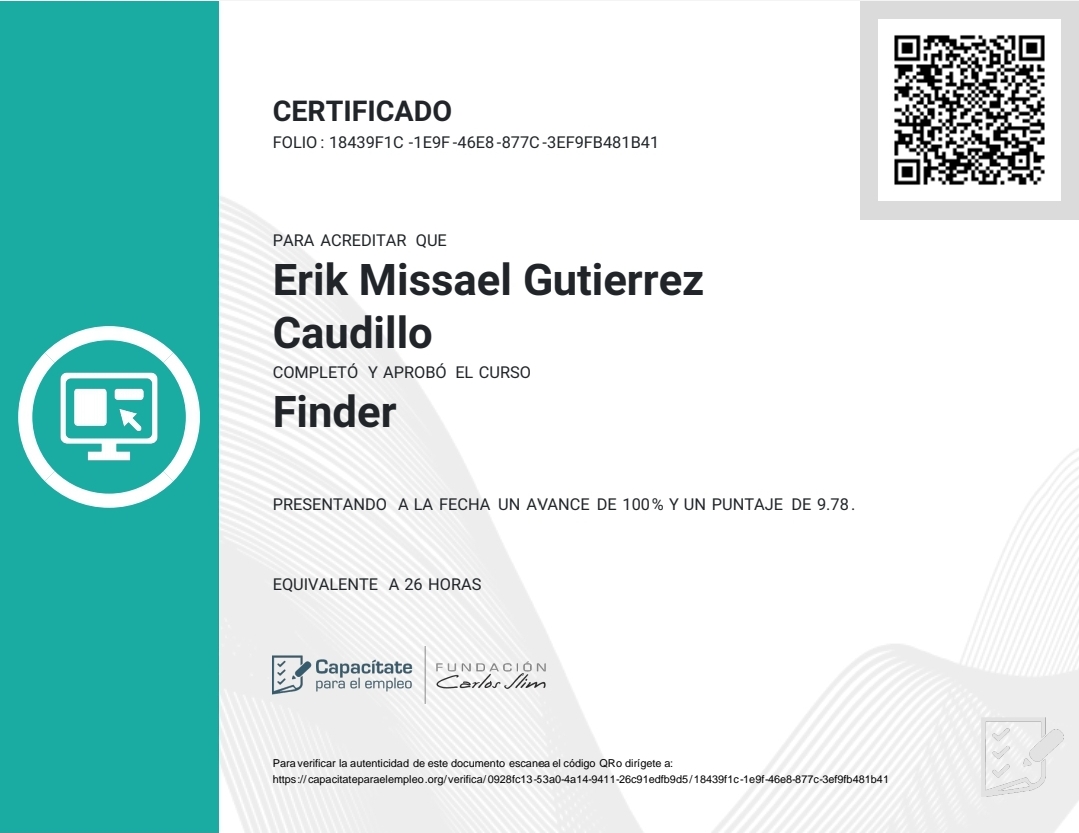 CERTIFICADO
FOLIO: 18439F1C-1E9F-46E8-877C-3EF9FB481B41
PARA ACREDITAR QUE
Erik Missael Gutierrez
Caudillo
COMPLETÓ Y APROBÓ EL CURSO
Finder
PRESENTANDO A LA FECHA UN AVANCE DE 100% Y UN PUNTAJE DE 9.78.
EQUIVALENTE A 26 HORAS
Capacítate
para el empleo
FUNDACIÓN
Carlos Slim
Para verificar la autenticidad de este documento escanea el código QR o dirígete a:
https://capacitateparaelempleo.org/verifica/0928fc13-53a0-4a14-9411-26c91edfb9d5/18439f1c-1e9f-46e8-877c-3ef9fb481b41